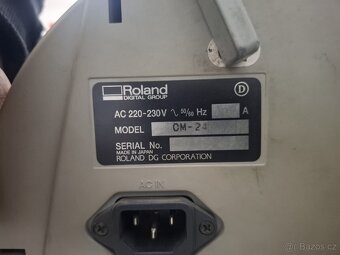 Roland
DIGITAL GROUP
D
AC 220-230V 50/60 Hz A
MODEL CM-24
SERIAL No.
MADE IN JAPAN
ROLAND DG CORPORATION
AC IN
sbazar.cz